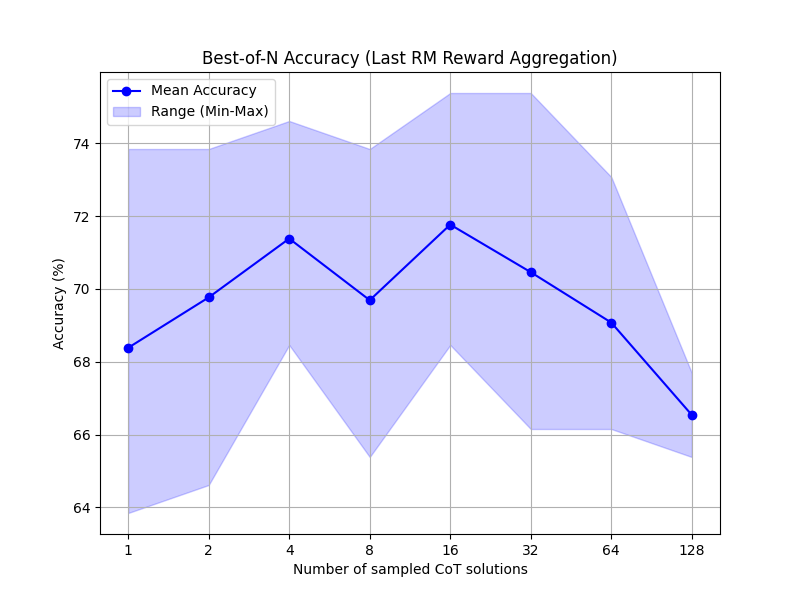 Best-of-N Accuracy (Last RM Reward Aggregation)
Mean Accuracy
Range (Min-Max)
Accuracy (%)
74
72
70
68
66
64
1 2 4 8 16 32 64 128
Number of sampled CoT solutions